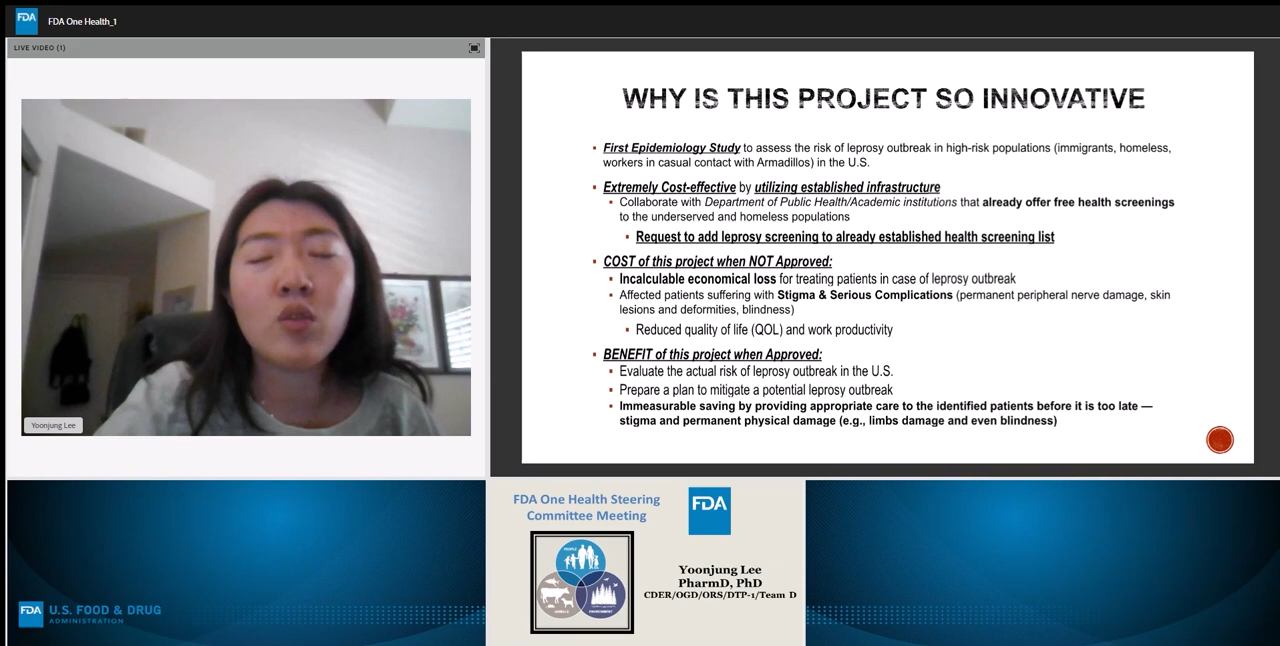 FDA
FDA One Health_1
LIVE VIDEO (1)
Yoonjung Lee
WHY IS THIS PROJECT SO INNOVATIVE
First Epidemiology Study to assess the risk of leprosy outbreak in high-risk populations (immigrants, homeless,
workers in casual contact with Armadillos) in the U.S.
Extremely Cost-effective by utilizing established infrastructure
Collaborate with Department of Public Health/Academic institutions that already offer free health screenings
to the underserved and homeless populations
Request to add leprosy screening to already established health screening list
COST of this project when NOT Approved:
Incalculable economical loss for treating patients in case of leprosy outbreak
Affected patients suffering with Stigma & Serious Complications (permanent peripheral nerve damage, skin
lesions and deformities, blindness)
Reduced quality of life (QOL) and work productivity
BENEFIT of this project when Approved:
Evaluate the actual risk of leprosy outbreak in the U.S.
Prepare a plan to mitigate a potential leprosy outbreak
Immeasurable saving by providing appropriate care to the identified patients before it is too late —
stigma and permanent physical damage (e.g., limbs damage and even blindness)
FDA U.S. FOOD & DRUG
ADMINISTRATION
FDA One Health Steering
Committee Meeting
PEOPLE
ENVIRONMENT
FDA
Yoonjung Lee
PharmD, PhD
CDER/OGD/ORS/DTP-1/Team D